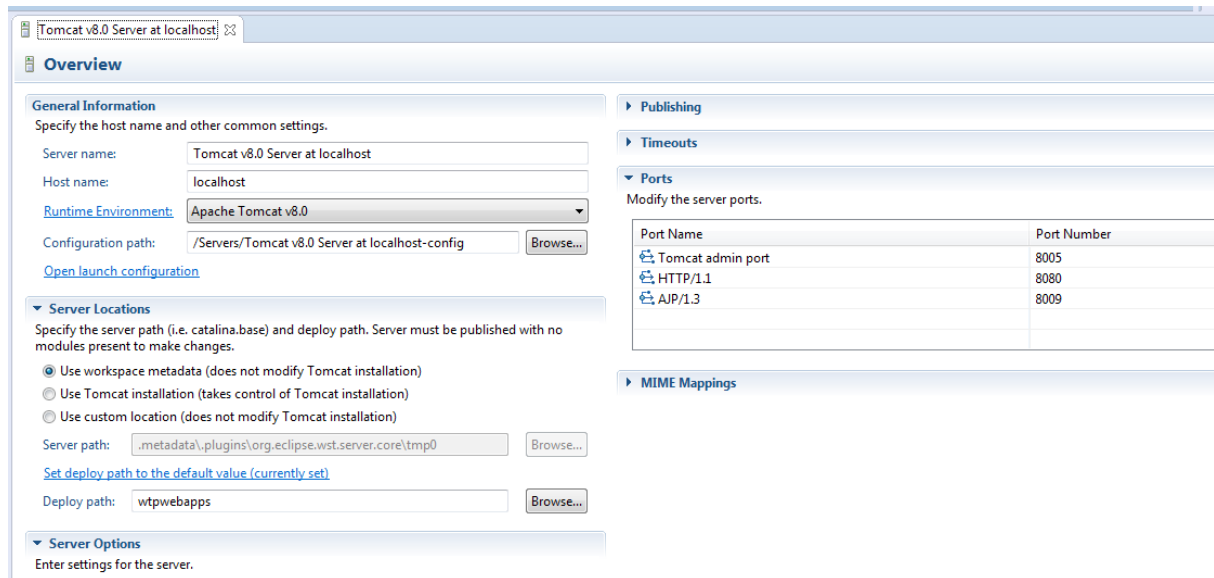 Tomcat v8.0 Server at localhost
Overview
General Information
Specify the host name and other common settings.
Server name: Tomcat v8.0 Server at localhost
Host name: localhost
Runtime Environment: Apache Tomcat v8.0
Configuration path: /Servers/Tomcat v8.0 Server at localhost-config Browse...
Open launch configuration
Server Locations
Specify the server path (i.e. catalina.base) and deploy path. Server must be published with no
modules present to make changes.
Use workspace metadata (does not modify Tomcat installation)
Use Tomcat installation (takes control of Tomcat installation)
Use custom location (does not modify Tomcat installation)
Server path: .metadata\.plugins\org.eclipse.wst.server.core\tmp0 Browse...
Set deploy path to the default value (currently set)
Deploy path: wtpwebapps Browse...
Server Options
Enter settings for the server.
Publishing
Timeouts
Ports
Modify the server ports.
Port Name Port Number
Tomcat admin port 8005
HTTP/1.1 8080
AJP/1.3 8009
MIME Mappings